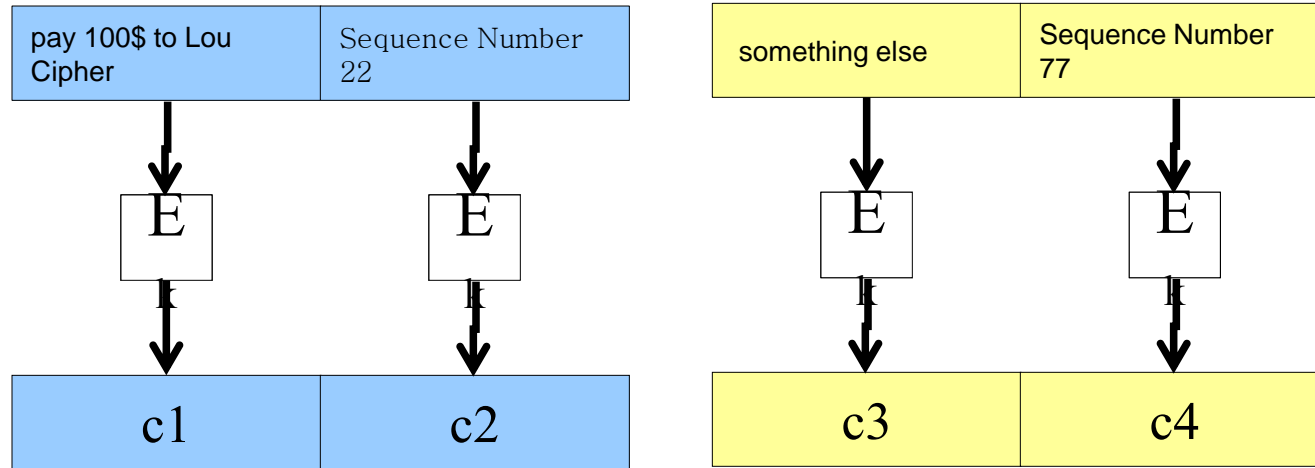 pay 100$ to Lou
Cipher
Sequence Number
22
something else
Sequence Number
77
E
k
E
k
E
k
E
k
c1
c2
c3
c4